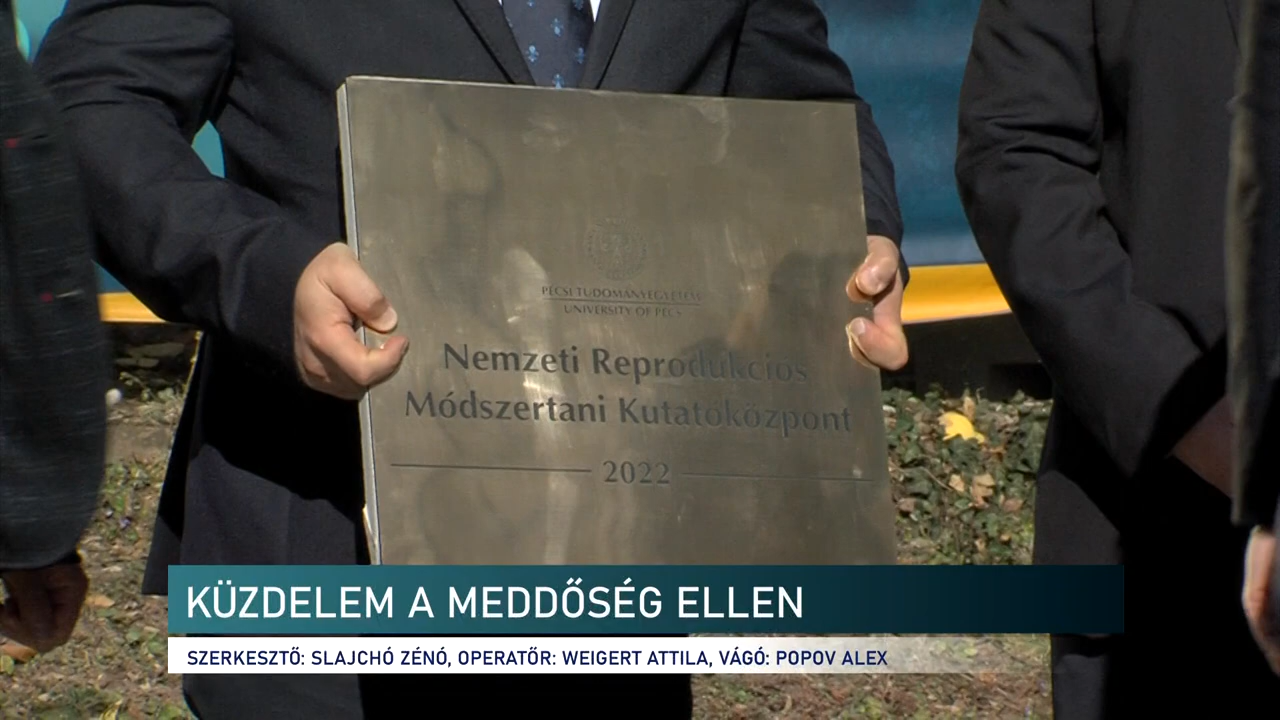 PÉCSI TUDOMÁNYEGYETEM
UNIVERSITY OF PÉCS
Nemzeti Reprodukciós
Módszertani Kutatóközpont
2022
KÜZDELEM A MEDDŐSÉG ELLEN
SZERKESZTŐ: SLAJCHÓ ZÉNÓ, OPERATŐR: WEIGERT ATTILA, VÁGÓ: POPOV ALEX